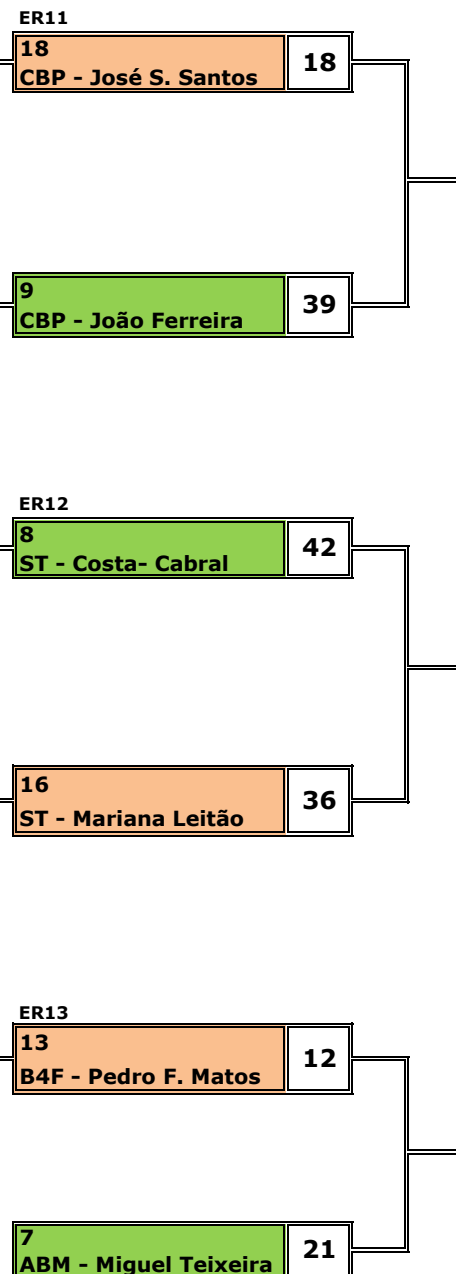 ER11
18
CBP - José S. Santos
18
9
CBP - João Ferreira
39
ER12
8
ST - Costa- Cabral
42
16
ST - Mariana Leitão
36
ER13
13
B4F - Pedro F. Matos
12
7
ABM - Miguel Teixeira
21